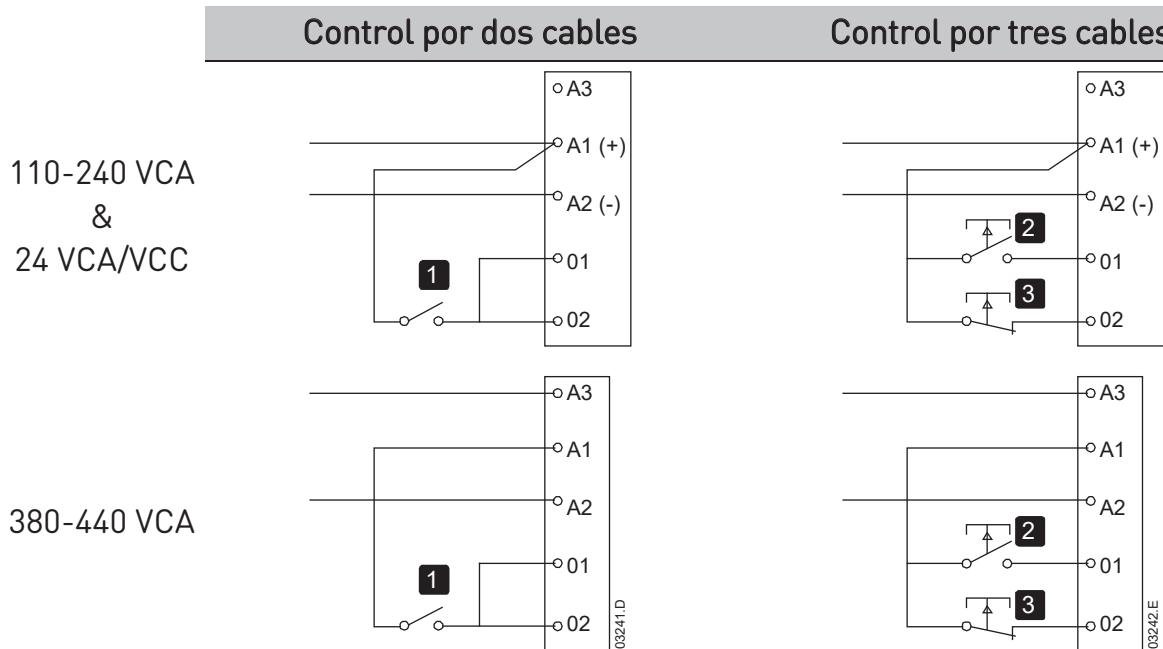 Control por dos cables
Control por tres cables
110-240 VCA
&
24 VCA/VCC
A3
A1 (+)
A2 (-)
01
02
1
A3
A1 (+)
A2 (-)
01
02
2
3
380-440 VCA
A3
A1
A2
01
02
1
03241.D
A3
A1
A2
01
02
2
3
03242.E